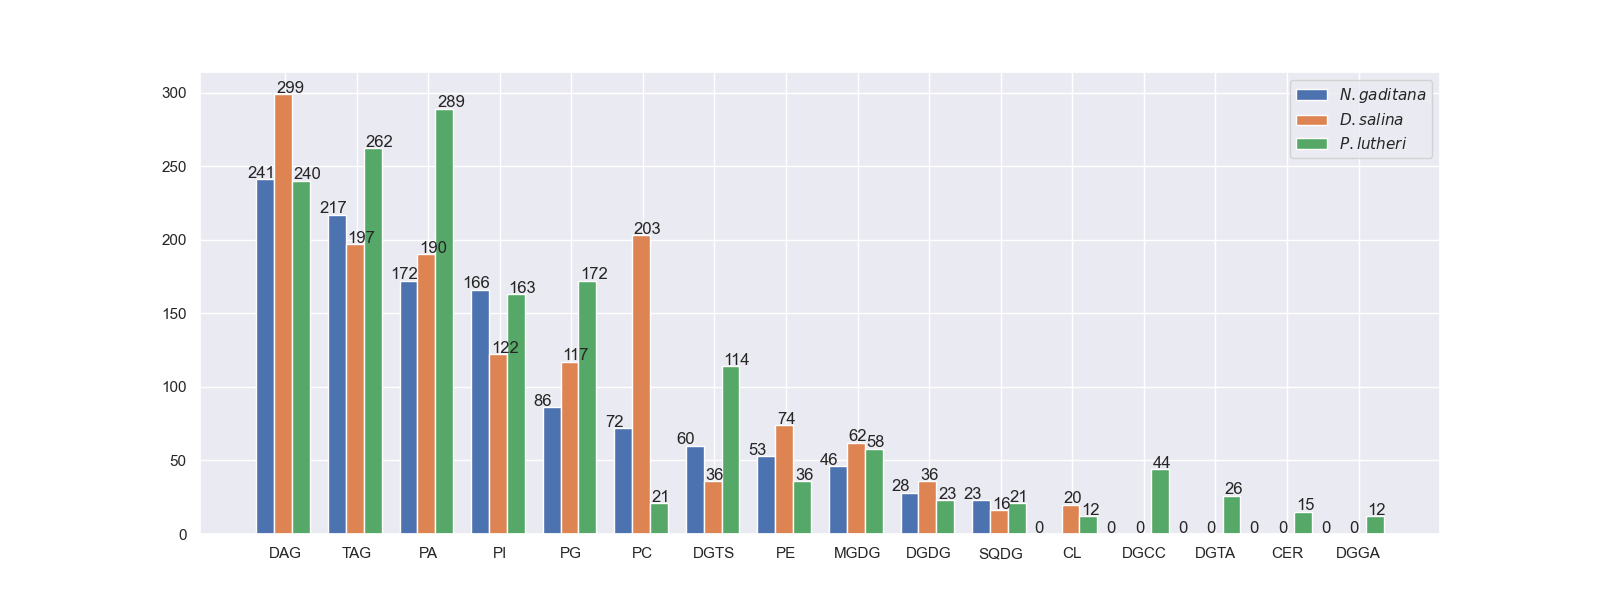 300
250
200
150
100
50
0
241 299 240
217 197 262
172 190 289
166 122 163
86 117 172
72 203 21
60 36 114
53 74 36
46 62 58
28 36 23
23 16 21
0 20 12
0 0 44
0 0 26
0 0 15
0 0 12
DAG TAG PA PI PG PC DGTS PE MGDG DGDG SQDG CL DGCC DGTA CER DGGA
N. gaditana
D. salina
P. lutheri